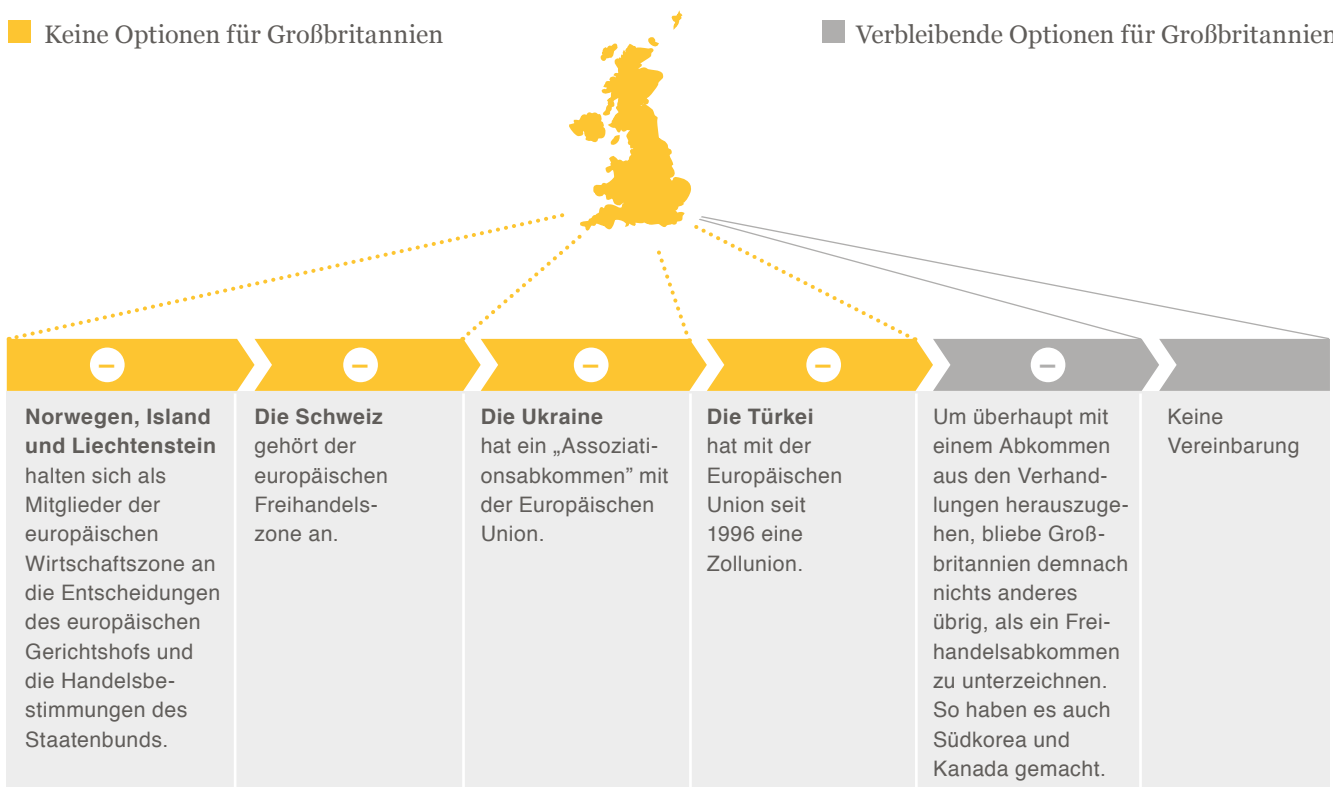 Keine Optionen für Großbritannien
Verbleibende Optionen für Großbritannien
Norwegen, Island
und Liechtenstein
halten sich als
Mitglieder der
europäischen
Wirtschaftszone an
die Entscheidungen
des europäischen
Gerichtshofs und
die Handelsbe-
stimmungen des
Staatenbunds.
Die Schweiz
gehört der
europäischen
Freihandels-
zone an.
Die Ukraine
hat ein „Assoziati-
onsabkommen” mit
der Europäischen
Union.
Die Türkei
hat mit der
Europäischen
Union seit
1996 eine
Zollunion.
Um überhaupt mit
einem Abkommen
aus den Verhand-
lungen herauszuge-
hen, bliebe Groß-
britannien demnach
nichts anderes
übrig, als ein Frei-
handelsabkommen
zu unterzeichnen.
So haben es auch
Südkorea und
Kanada gemacht.
Keine
Vereinbarung